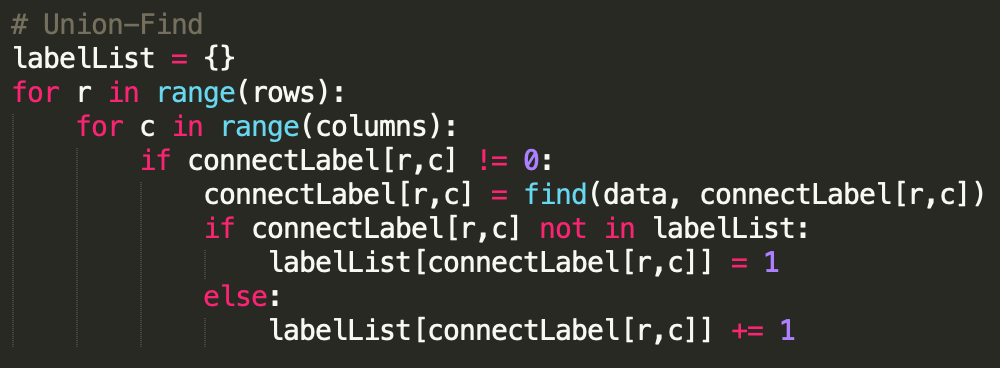 # Union-Find
labelList = {}
for r in range(rows):
    for c in range(columns):
        if connectLabel[r,c] != 0:
            connectLabel[r,c] = find(data, connectLabel[r,c])
            if connectLabel[r,c] not in labelList:
                labelList[connectLabel[r,c]] = 1
            else:
                labelList[connectLabel[r,c]] += 1